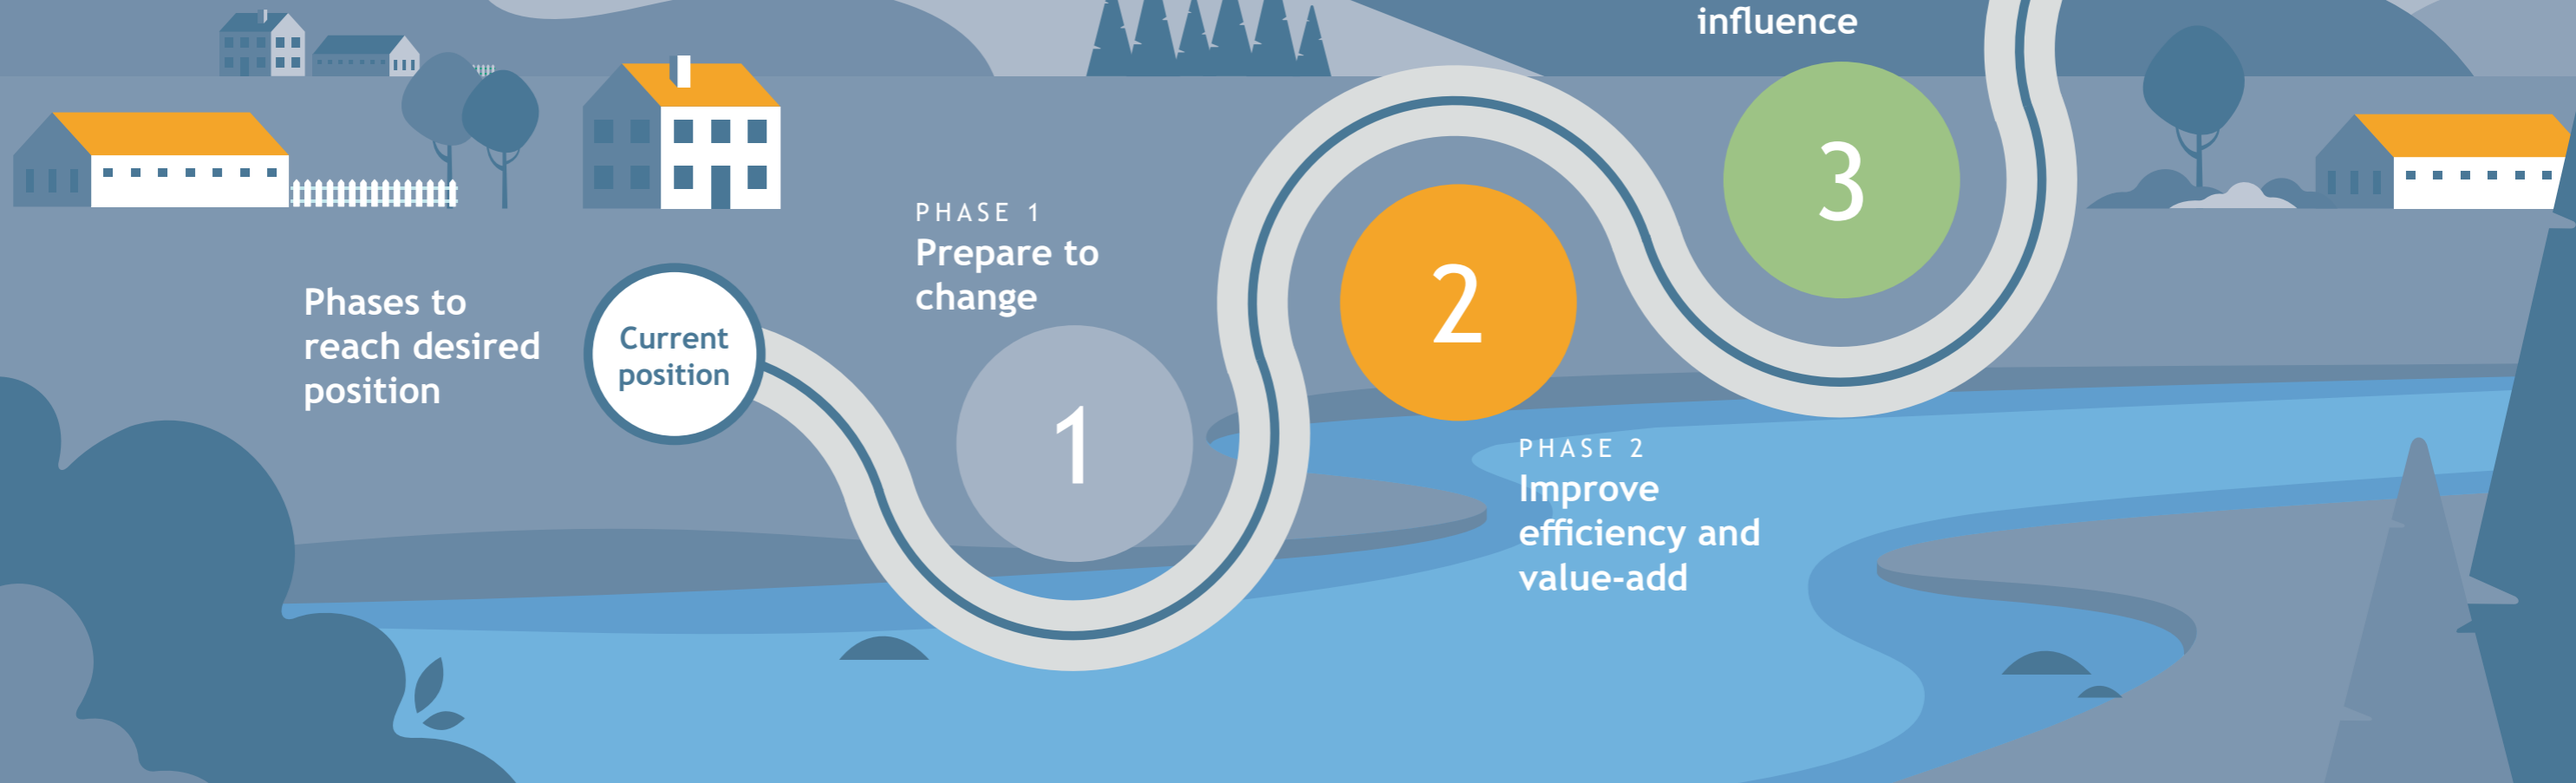 Phases to
reach desired
position
Current
position
PHASE 1
Prepare to
change
1
2
PHASE 2
Improve
efficiency and
value-add
influence
3